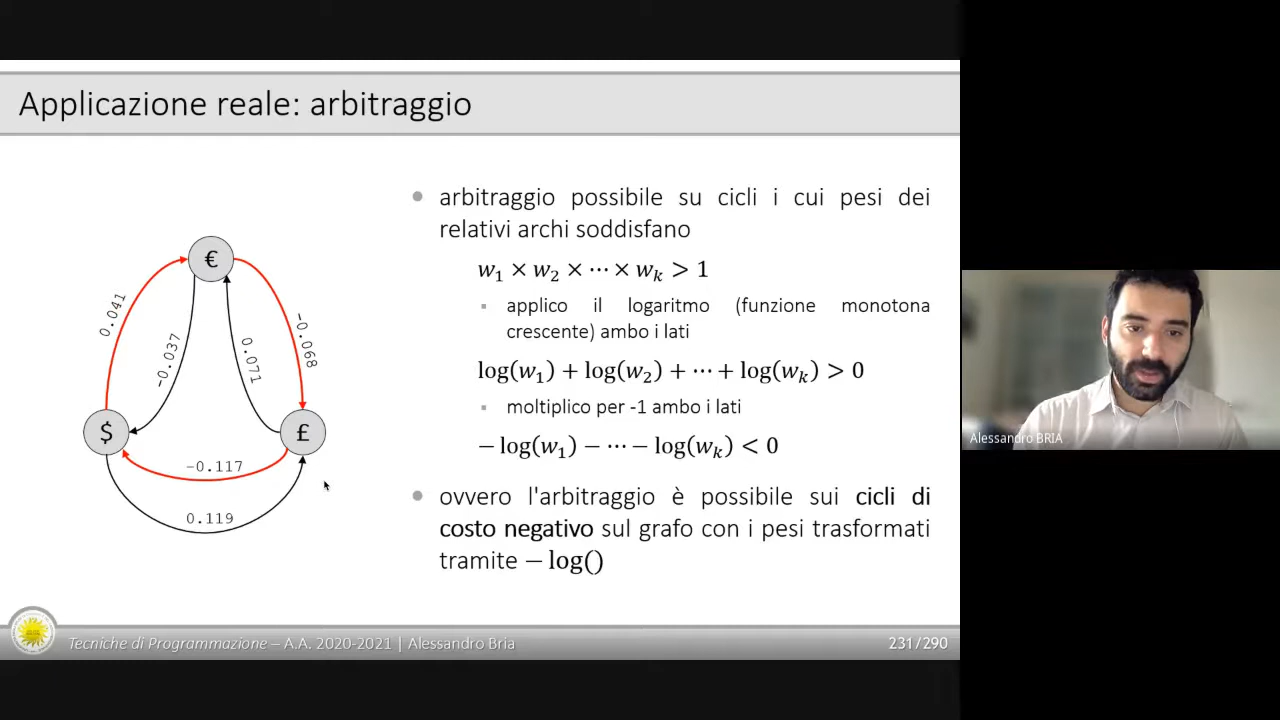 Applicazione reale: arbitraggio
€
0.041
-0.037
0.071
-0.068
$
£
-0.117
0.119
• arbitraggio possibile su cicli i cui pesi dei
relativi archi soddisfano
w₁ × w₂ × ⋯ × wₖ > 1
▪ applico il logaritmo (funzione monotona
crescente) ambo i lati
log(w₁) + log(w₂) + ⋯ + log(wₖ) > 0
▪ moltiplico per -1 ambo i lati
− log(w₁) − ⋯ − log(wₖ) < 0
• ovvero l'arbitraggio è possibile sui cicli di
costo negativo sul grafo con i pesi trasformati
tramite − log()
Tecniche di Programmazione – A.A. 2020-2021 | Alessandro Bria
231/290
Alessandro BRIA